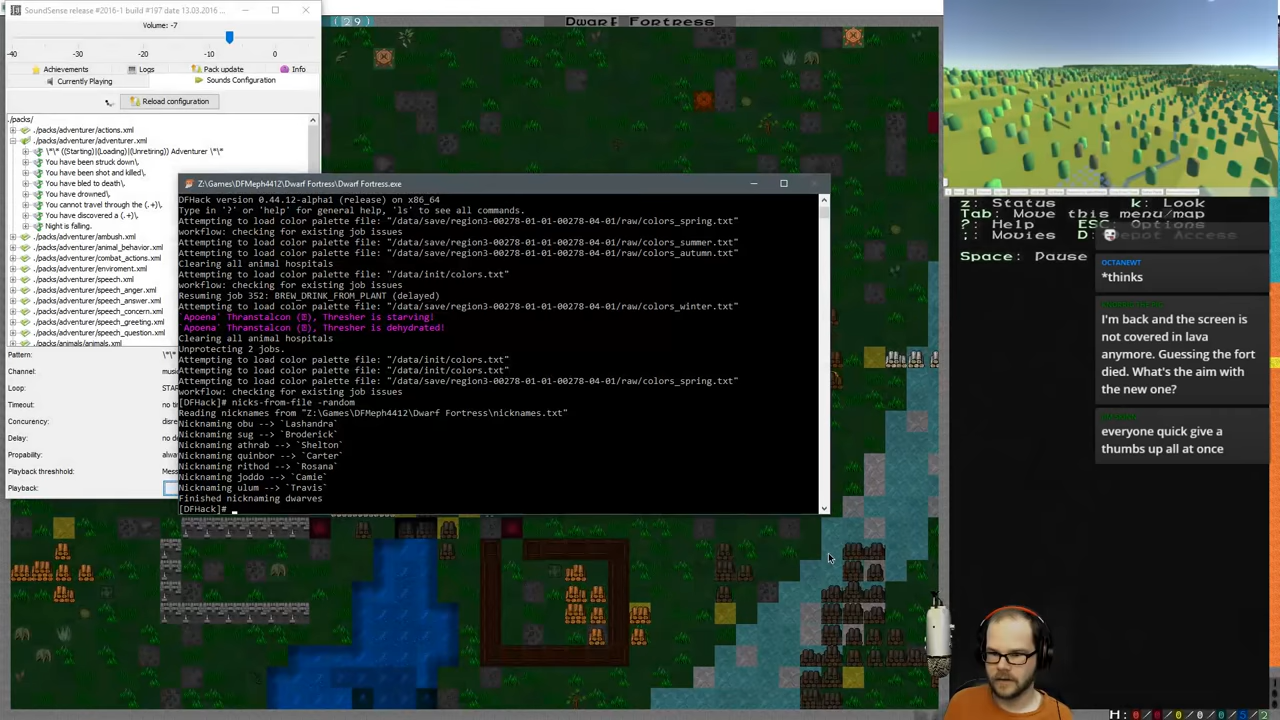 SoundSense release #2016-1 build #197 date 13.03.2016 ...
Volume: -7
-40
-30
-20
-10
0
Achievements
Logs
Pack update
Info
Currently Playing
Sounds Configuration
Reload configuration
./packs/
./packs/adventurer/actions.xml
./packs/adventurer/adventurer.xml
\*\* ((Starting)|(Loading)|(Unretiring)) Adventurer \*\*
You have been struck down\,
You have been shot and killed\,
You have bled to death\,
You have drowned\,
You cannot travel through the (.+)\,
You have discovered a (.+)\,
Night is falling.
./packs/ambush.xml
./packs/animal_behavior.xml
./packs/combat_actions.xml
./packs/enviroment.xml
./packs/speech.xml
./packs/speech_anger.xml
./packs/speech_answer.xml
./packs/speech_concern.xml
./packs/speech_greeting.xml
./packs/speech_question.xml
./packs/animals/animals.xml
Pattern:
\*\*
Channel:
musi
Loop:
STAR
Timeout:
no ti
Concurency:
disre
Delay:
no de
Propability:
alwa
Playback threshhold:
Mess
Playback:
Dwarf Fortress
Z:\Games\DFMeph4412\Dwarf Fortress\Dwarf Fortress.exe
DFHack version 0.44.12-alpha1 (release) on x86_64
Type in '?' or 'help' for general help, 'ls' to see all commands.
Attempting to load color palette file: "/data/save/region3-00278-01-01-00278-04-01/raw/colors_spring.txt"
workflow: checking for existing job issues
Attempting to load color palette file: "/data/save/region3-00278-01-01-00278-04-01/raw/colors_summer.txt"
Attempting to load color palette file: "/data/save/region3-00278-01-01-00278-04-01/raw/colors_autumn.txt"
Clearing all animal hospitals
Attempting to load color palette file: "/data/init/colors.txt"
workflow: checking for existing job issues
Resuming job 352: BREW_DRINK_FROM_PLANT (delayed)
Attempting to load color palette file: "/data/save/region3-00278-01-01-00278-04-01/raw/colors_winter.txt"
`Apoena` Thranstalcon (⍰), Thresher is starving!
`Apoena` Thranstalcon (⍰), Thresher is dehydrated!
Clearing all animal hospitals
Unprotecting 2 jobs.
Attempting to load color palette file: "/data/init/colors.txt"
Attempting to load color palette file: "/data/init/colors.txt"
Attempting to load color palette file: "/data/save/region3-00278-01-01-00278-04-01/raw/colors_spring.txt"
workflow: checking for existing job issues
[DFHack]# nicks-from-file -random
Reading nicknames from "Z:\Games\DFMeph4412\Dwarf Fortress\nicknames.txt"
Nicknaming obu --> `Lashandra`
Nicknaming sug --> `Broderick`
Nicknaming athrab --> `Shelton`
Nicknaming quinbor --> `Carter`
Nicknaming rithod --> `Rosana`
Nicknaming joddo --> `Camie`
Nicknaming ulum --> `Travis`
Finished nicknaming dwarves
[DFHack]#
z: Status
k: Look
Tab: Move this menu/map
?: Help
ESC: Options
;: Movies
D: Depot Access
Space: Pause
OCTANEWT
*thinks
I'm back and the screen is
not covered in lava
anymore. Guessing the fort
died. What's the aim with
the new one?
everyone quick give a
thumbs up all at once